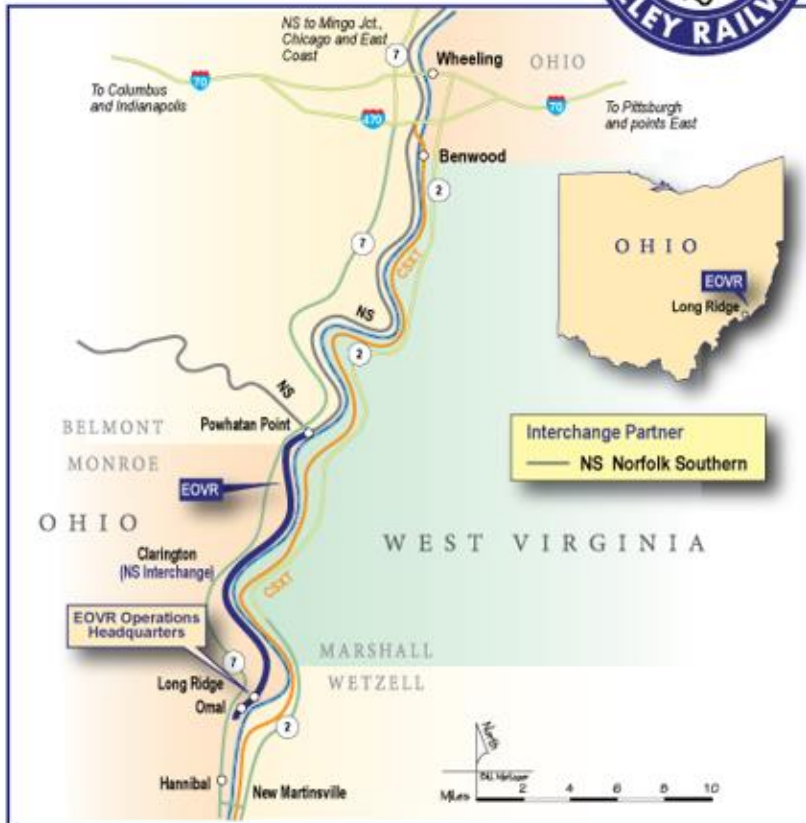 LEY RAILW
NS to Mingo Jct.,
Chicago and East
Coast
7
Wheeling
OHIO
To Columbus
and Indianapolis
70
470
70
To Pittsburgh
and points East
Benwood
2
7
CSXT
NS
2
OHIO
EOVR
Long Ridge
NS
Powhatan Point
BELMONT
MONROE
Interchange Partner
NS Norfolk Southern
EOVR
OHIO
WEST VIRGINIA
Clarington
(NS Interchange)
CSXT
EOVR Operations
Headquarters
MARSHALL
WETZELL
7
Long Ridge
Omal
2
North
Hannibal
New Martinsville
Miles
2
4
6
8
10